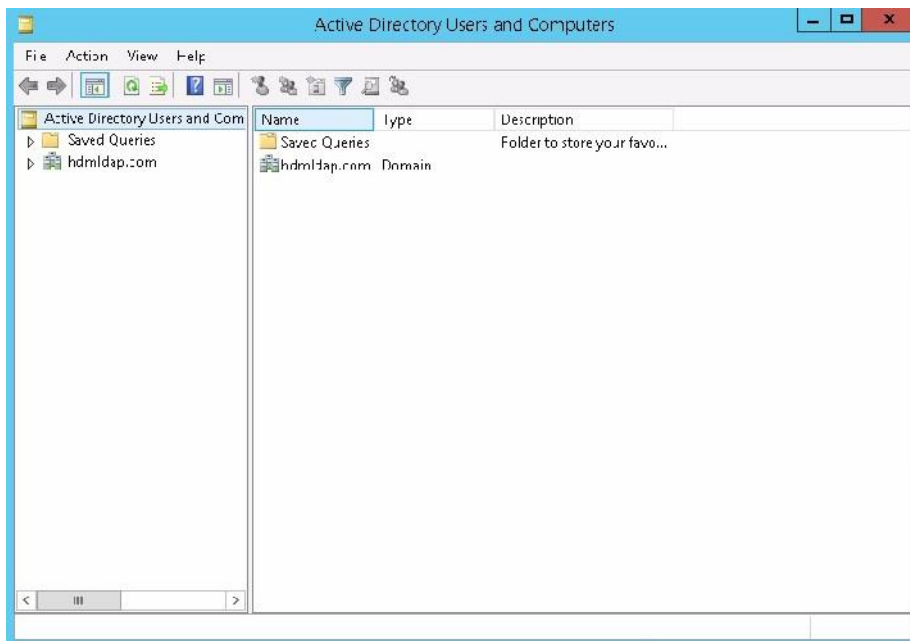 Active Directory Users and Computers
File Action View Help
Active Directory Users and Com
Saved Queries
hdmldap.com
Name Type Description
Saved Queries Folder to store your favo...
hdmldap.com Domain